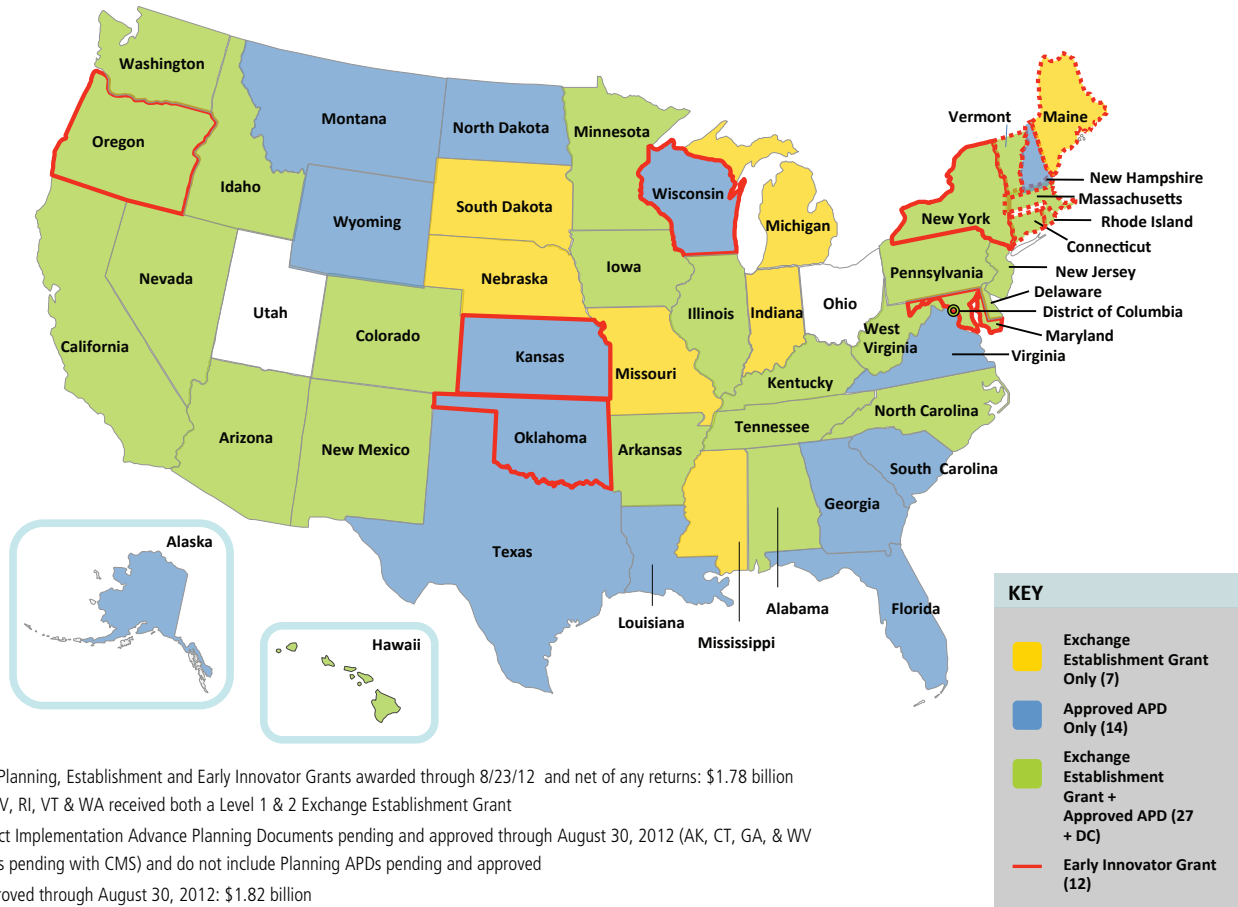 Washington
Oregon
Idaho
Montana
North Dakota
Minnesota
Wisconsin
Michigan
Vermont
Maine
New Hampshire
Massachusetts
Rhode Island
Connecticut
New York
Wyoming
South Dakota
Nebraska
Iowa
Pennsylvania
New Jersey
Delaware
District of Columbia
Maryland
Virginia
Nevada
Utah
Colorado
California
Kansas
Missouri
Illinois
Indiana
Ohio
West
Virginia
Kentucky
Arizona
New Mexico
Oklahoma
Arkansas
Tennessee
North Carolina
South Carolina
Georgia
Texas
Louisiana
Mississippi
Alabama
Florida
Alaska
Hawaii
KEY
Exchange
Establishment Grant
Only (7)
Approved APD
Only (14)
Exchange
Establishment
Grant +
Approved APD (27
+ DC)
Early Innovator Grant
(12)
Planning, Establishment and Early Innovator Grants awarded through 8/23/12 and net of any returns: $1.78 billion
V, RI, VT & WA received both a Level 1 & 2 Exchange Establishment Grant
ct Implementation Advance Planning Documents pending and approved through August 30, 2012 (AK, CT, GA, & WV
s pending with CMS) and do not include Planning APDs pending and approved
roved through August 30, 2012: $1.82 billion